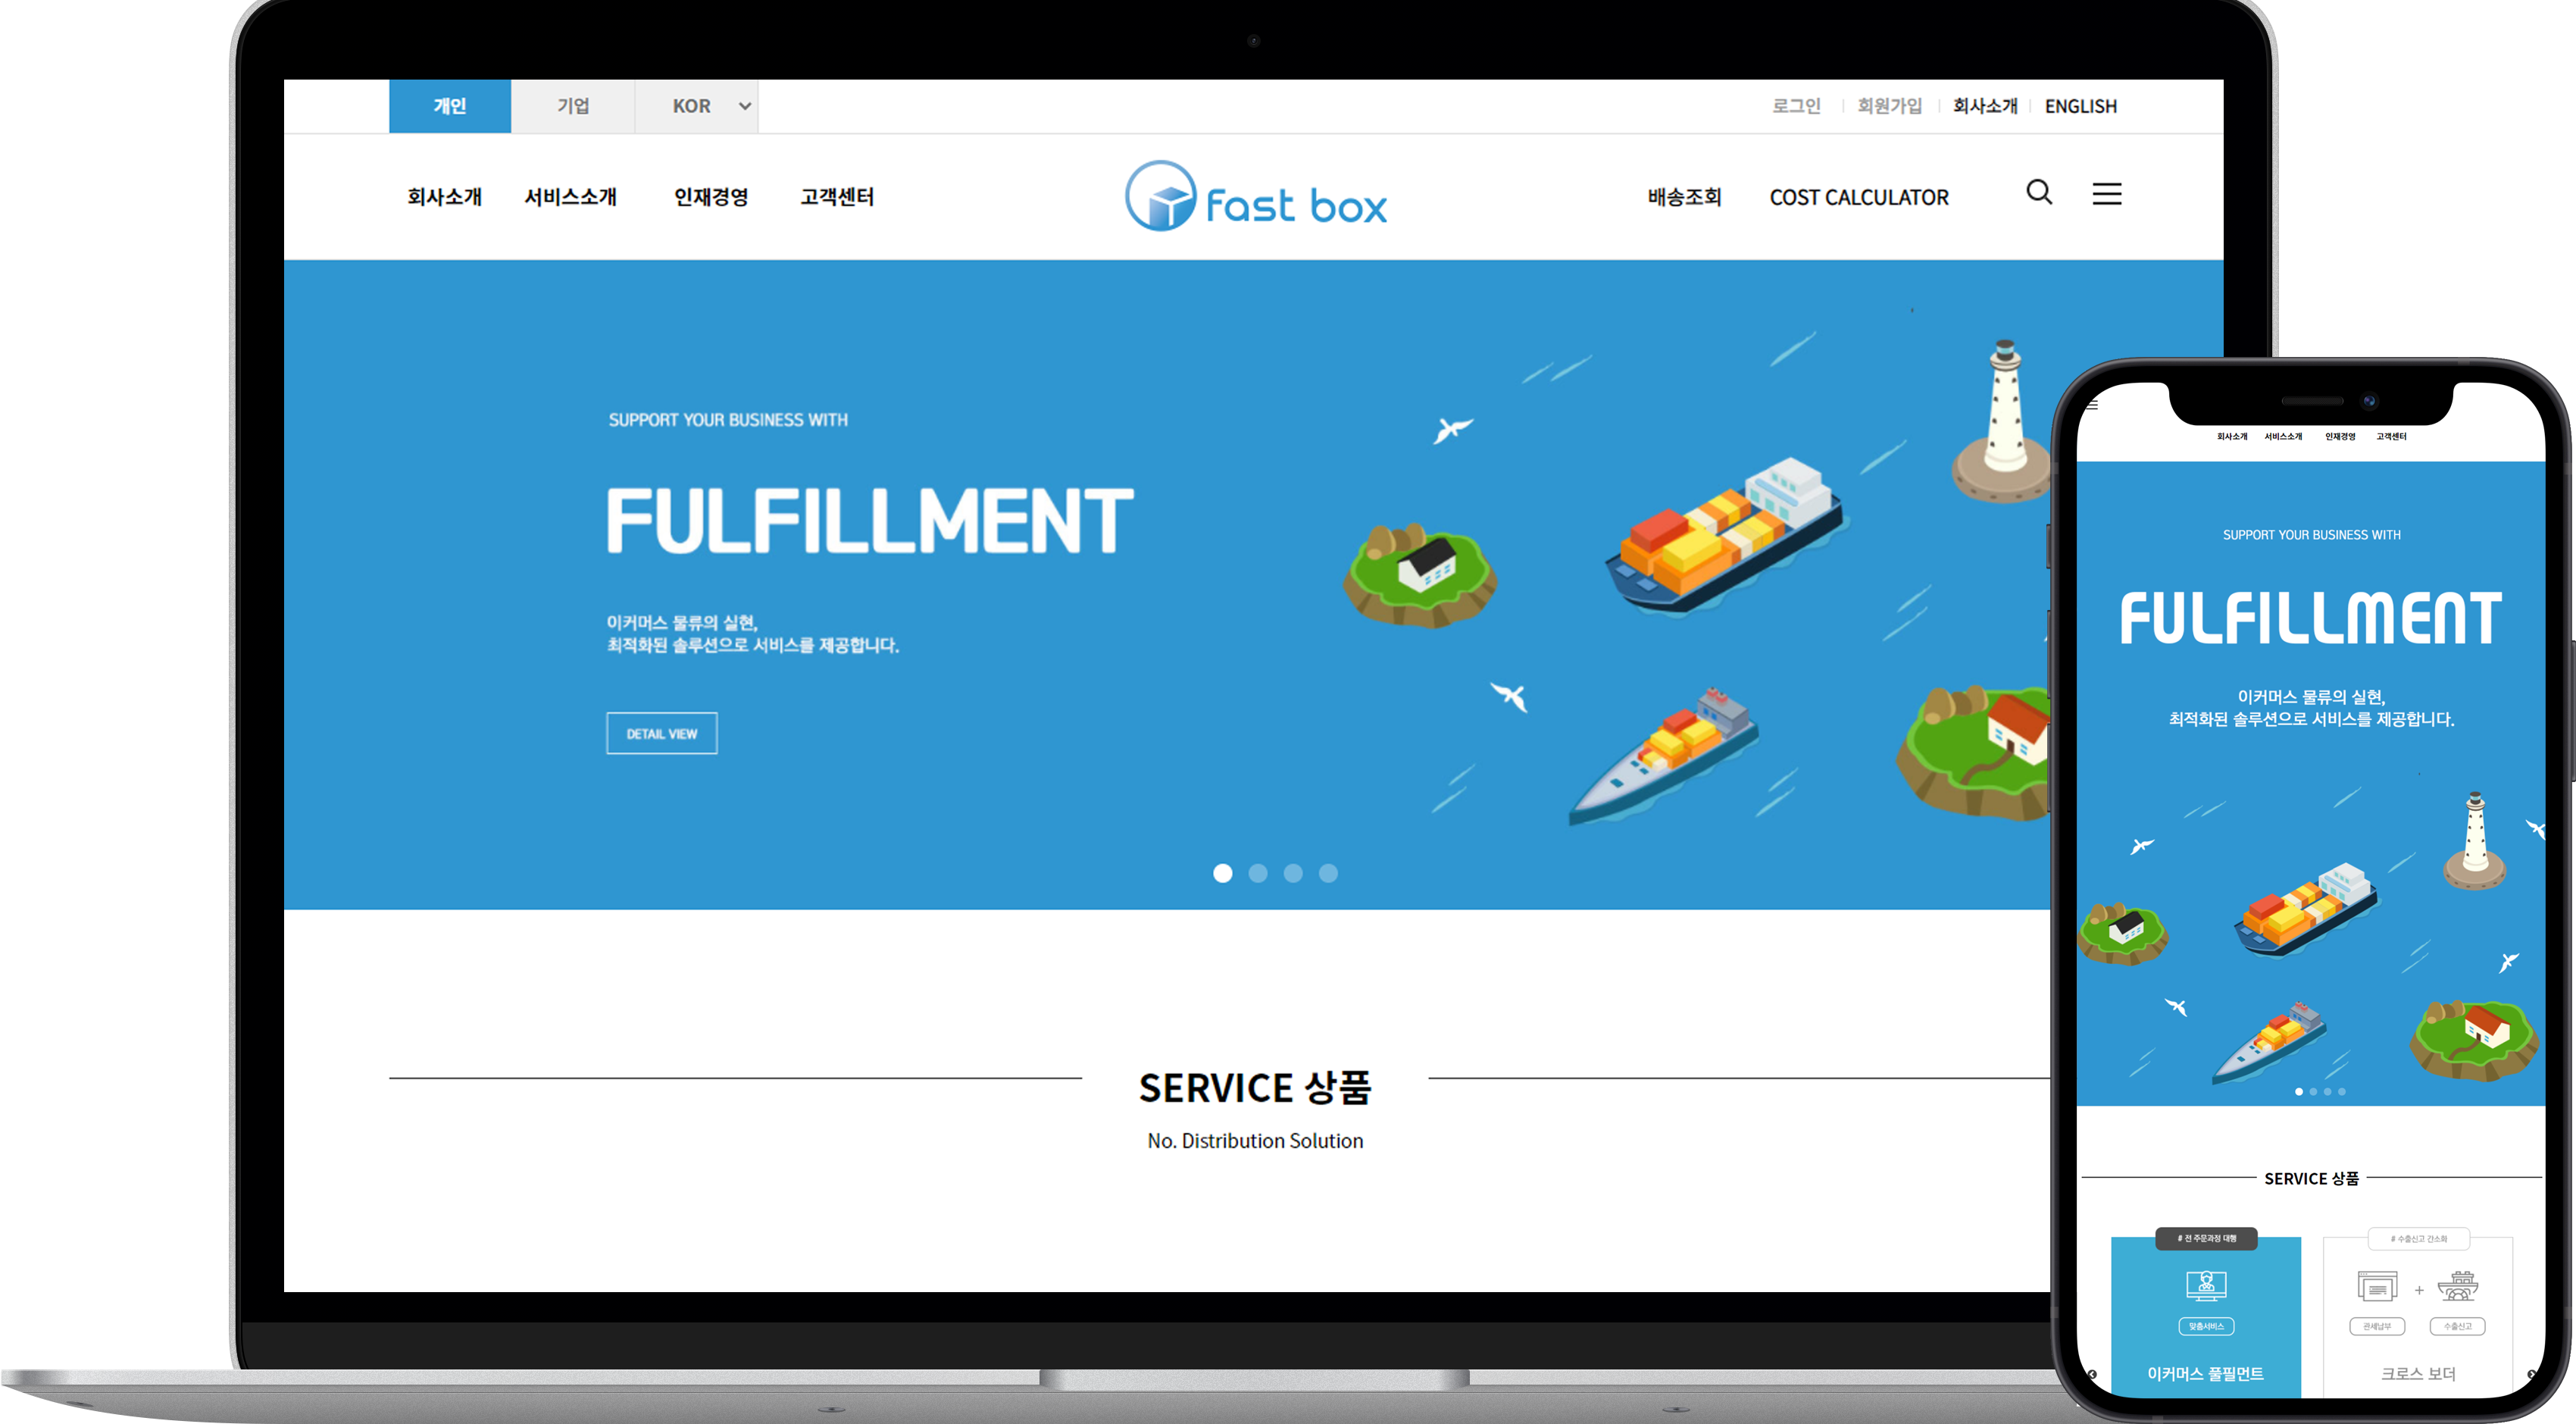 개인 기업 KOR 로그인 회원가입 회사소개 ENGLISH
회사소개 서비스소개 인재경영 고객센터 fast box 배송조회 COST CALCULATOR
SUPPORT YOUR BUSINESS WITH
FULFILLMENT
이커머스 물류의 실현,
최적화된 솔루션으로 서비스를 제공합니다.
DETAIL VIEW
SERVICE 상품
No. Distribution Solution
회사소개 서비스소개 인재경영 고객센터
SUPPORT YOUR BUSINESS WITH
FULFILLMENT
이커머스 물류의 실현,
최적화된 솔루션으로 서비스를 제공합니다.
SERVICE 상품
# 전 주문과정 대행 # 수출신고 간소화
+
맞춤서비스 관세납부 수출신고
이커머스 풀필먼트 크로스 보더